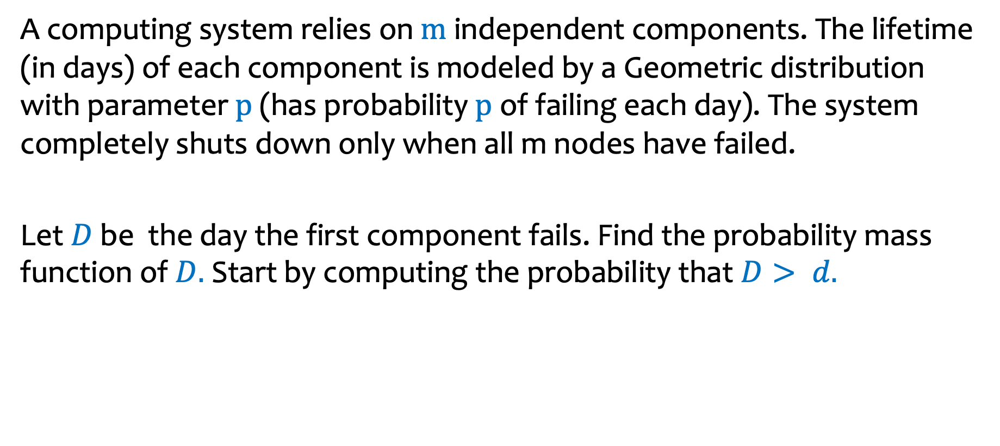 A computing system relies on m independent components. The lifetime
(in days) of each component is modeled by a Geometric distribution
with parameter p (has probability p of failing each day). The system
completely shuts down only when all m nodes have failed.
Let D be the day the first component fails. Find the probability mass
function of D. Start by computing the probability that D > d.